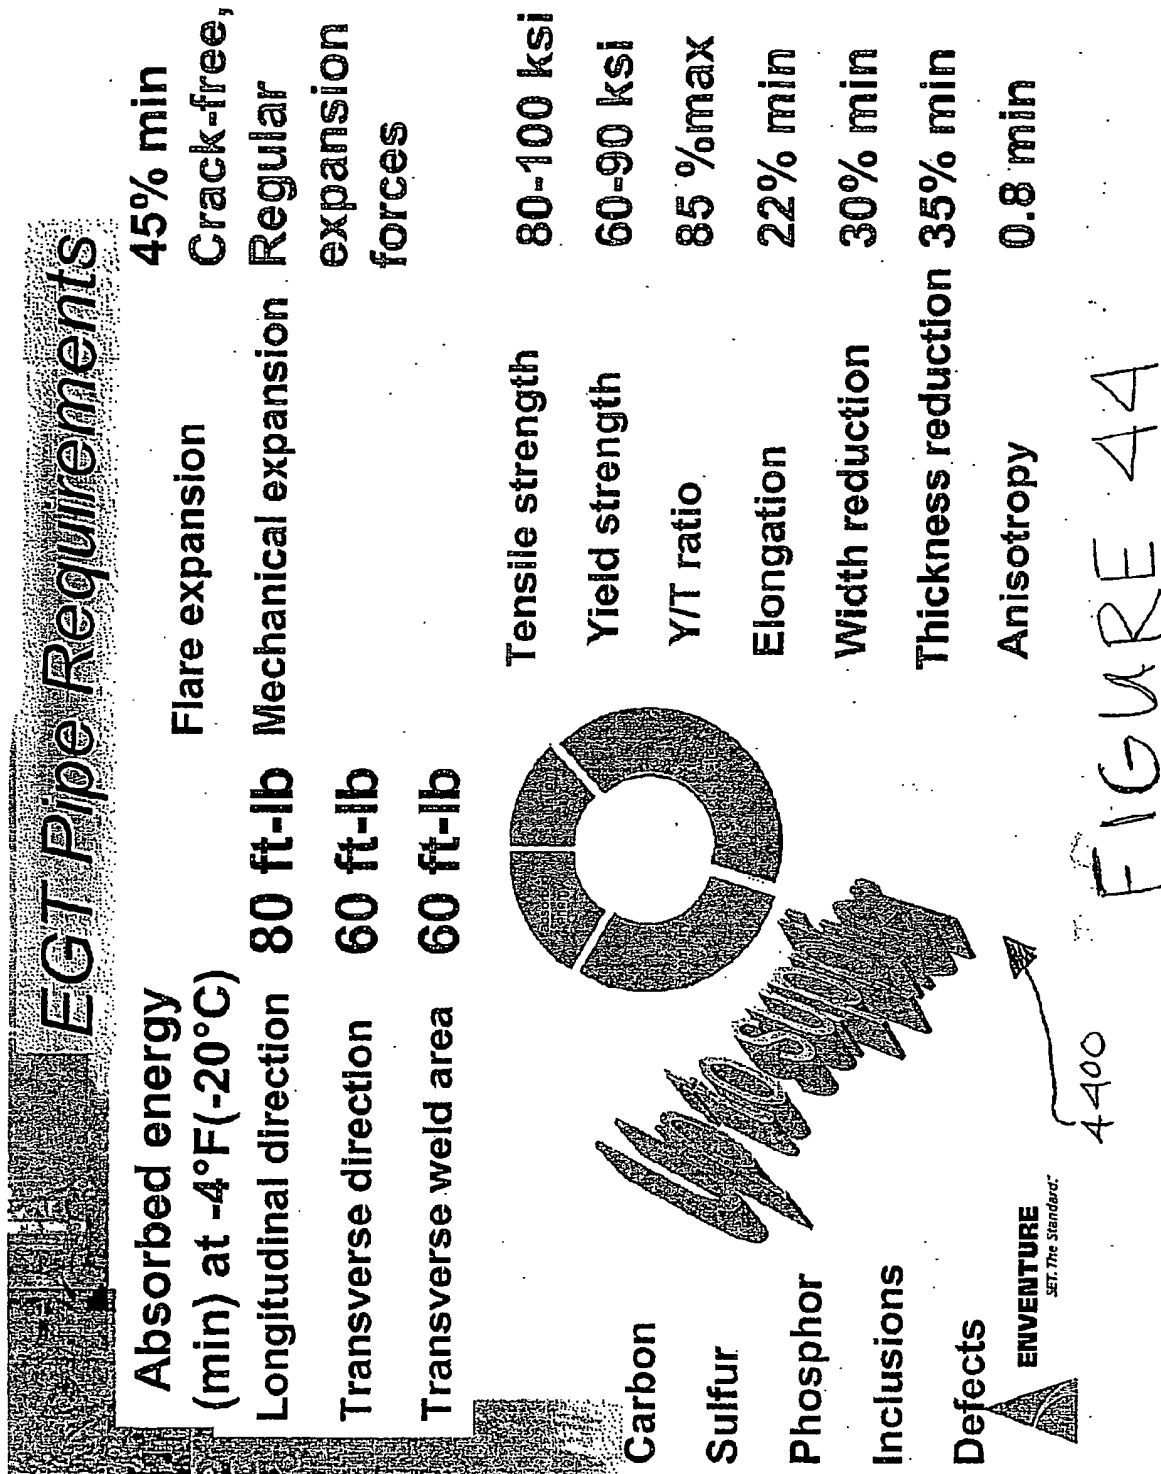 EGT Pipe Requirements
Absorbed energy
(min) at -4°F(-20°C)
Longitudinal direction 80 ft-lb
Transverse direction 60 ft-lb
Transverse weld area 60 ft-lb
Flare expansion 45% min
Mechanical expansion Crack-free,
Regular
expansion
forces
Tensile strength 80-100 ksi
Yield strength 60-90 ksi
Y/T ratio 85 %max
Elongation 22% min
Width reduction 30% min
Thickness reduction 35% min
Anisotropy 0.8 min
Carbon
Sulfur
Phosphor
Inclusions
Defects
ENVENTURE
SET. The Standard.
4400
FIGURE 44